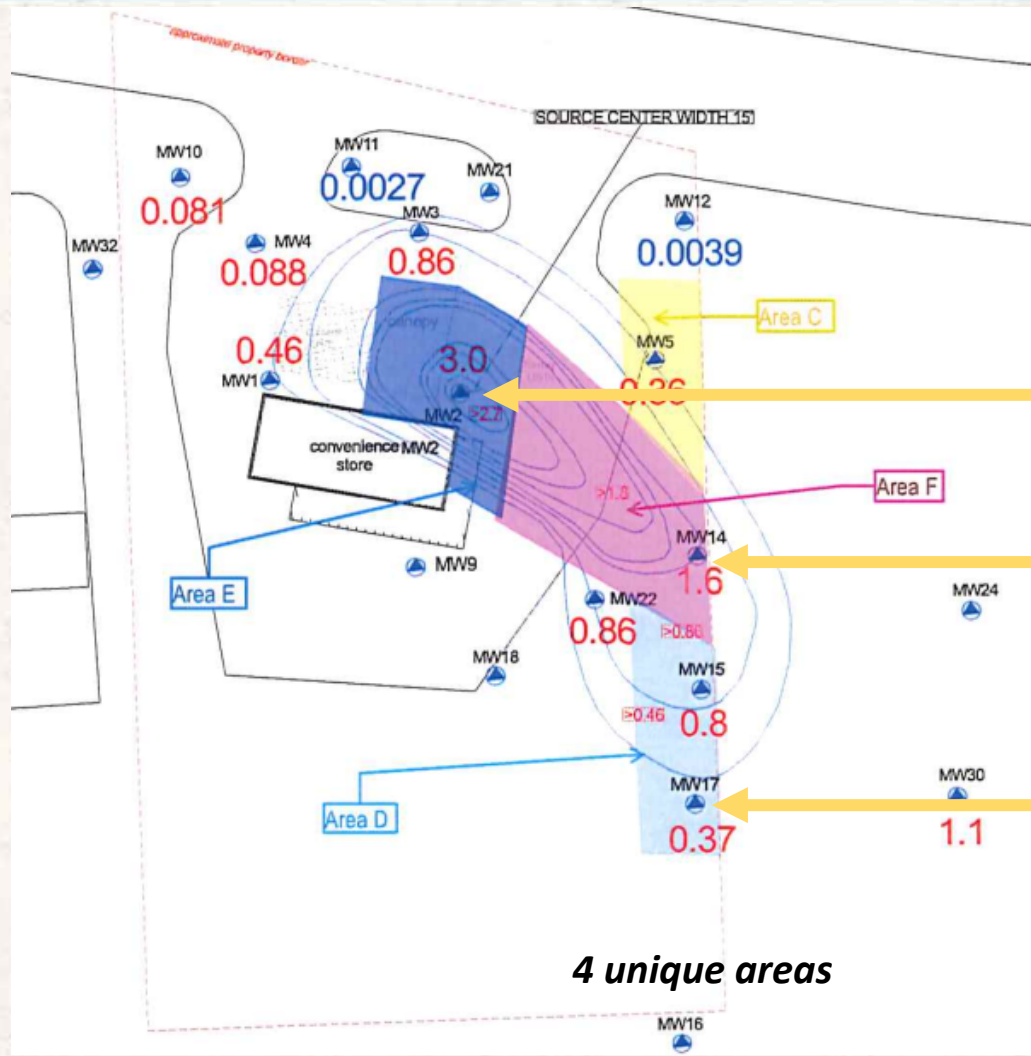 approximate property border
SOURCE CENTER WIDTH 15'
MW11
MW10
MW21
0.0027
0.081
MW12
MW3
MW32
MW4
0.86
0.0039
0.088
Area C
canopy
MW5
0.46
3.0
0.36
MW1
MW2
>2.7
convenience MW2
store
Area F
MW14
MW9
1.6
Area E
MW22
MW24
0.86
MW18
MW15
>0.46
0.8
MW17
MW30
Area D
0.37
1.1
4 unique areas
MW16